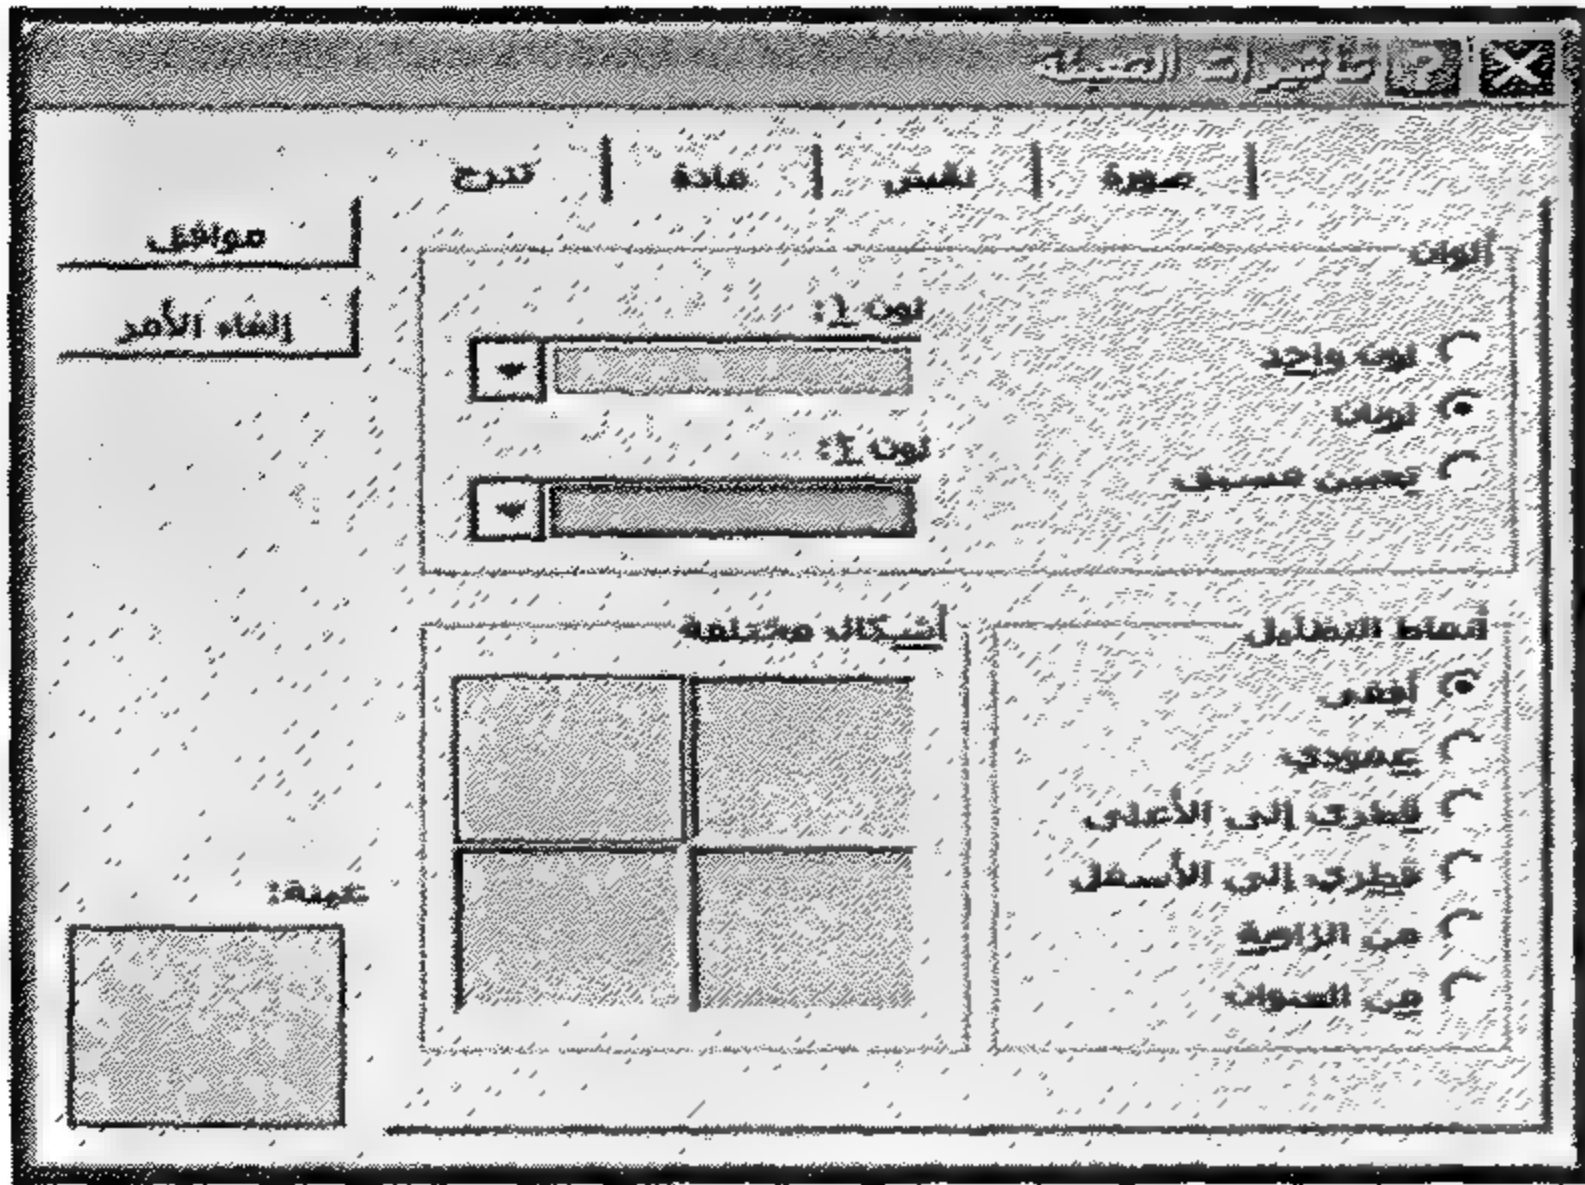 تأثيرات التعبئة
تدرج
مادة
نقش
صورة
موافق
إلغاء الأمر
ألوان
لون واحد
لونان
تعيين مسبق
لون 1:
لون 2:
أنماط التظليل
أفقي
عمودي
قطري إلى الأعلى
قطري إلى الأسفل
من الزاوية
من العنوان
أشكال مختلفة
عينة: